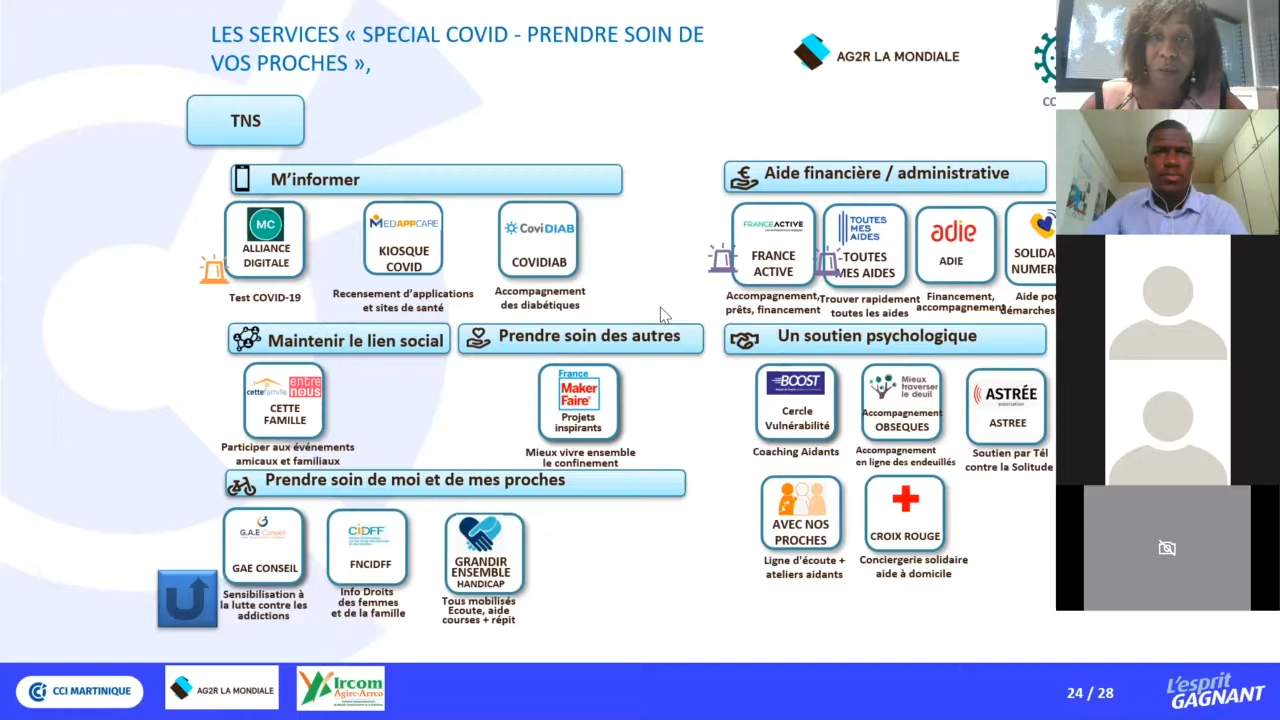 LES SERVICES « SPECIAL COVID - PRENDRE SOIN DE
VOS PROCHES »,
AG2R LA MONDIALE
CO
TNS
M’informer
MC
ALLIANCE
DIGITALE
Test COVID-19
MEDAPPCARE
KIOSQUE
COVID
Recensement d’applications
et sites de santé
CoviDIAB
COVIDIAB
Accompagnement
des diabétiques
Aide financière / administrative
FRANCE ACTIVE
FRANCE
ACTIVE
Accompagnement,
prêts, financement
TOUTES
MES
AIDES
TOUTES
MES AIDES
Trouver rapidement
toutes les aides
adie
ADIE
Financement,
accompagnement
SOLIDA
NUMER
Aide pou
démarches
Maintenir le lien social
cettefamille
entre
nous
CETTE
FAMILLE
Participer aux événements
amicaux et familiaux
Prendre soin des autres
France
Maker
Faire
Projets
inspirants
Mieux vivre ensemble
le confinement
Un soutien psychologique
BOOST
Cercle
Vulnérabilité
Coaching Aidants
Mieux
traverser
le deuil
Accompagnement
OBSEQUES
Accompagnement
en ligne des endeuillés
ASTRÉE
association
ASTREE
Soutien par Tél
contre la Solitude
AVEC NOS
PROCHES
Ligne d'écoute +
ateliers aidants
CROIX ROUGE
Conciergerie solidaire
aide à domicile
Prendre soin de moi et de mes proches
G.A.E Conseil
GAE CONSEIL
Sensibilisation à
la lutte contre les
addictions
CIDFF
FNCIDFF
Info Droits
des femmes
et de la famille
GRANDIR
ENSEMBLE
HANDICAP
Tous mobilisés
Ecoute, aide
courses + répit
CCI MARTINIQUE
AG2R LA MONDIALE
Ircom
Agirc-Arrco
24 / 28
L'esprit
GAGNANT